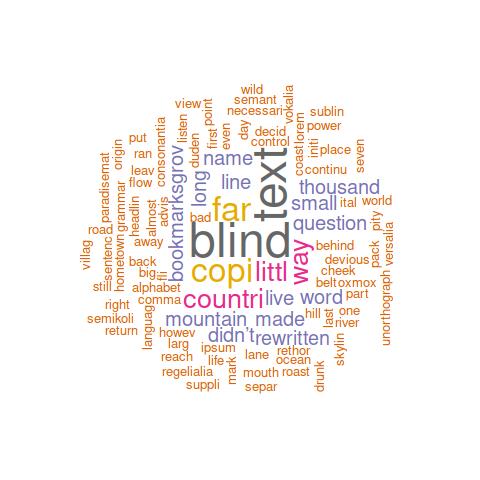 wild
semant
necessari
vokalia
view
point
sublin
power
listen
first
even
day
decid
control
lorem
coast
initi
place
seven
continu
put
consonantia
duden
name
text
thousand
origin
ran
paradisemat
leav
flow
bookmarksgrov
long
line
small
ital
world
grammar
headlin
almost
advis
bad
far
question
pity
versalia
road
sentenc
hometown
away
blind
way
behind
pack
villag
back
big
fli
copi
littl
devious
cheek
still
alphabet
belt
oxmox
unorthograph
right
comma
countri
live
word
part
semikoli
languag
mountain
made
hill
last
one
river
return
howev
didn’t
rewritten
skylin
larg
reach
ipsum
life
lane
rethor
ocean
regelialia
mark
mouth
roast
drunk
suppli
separ